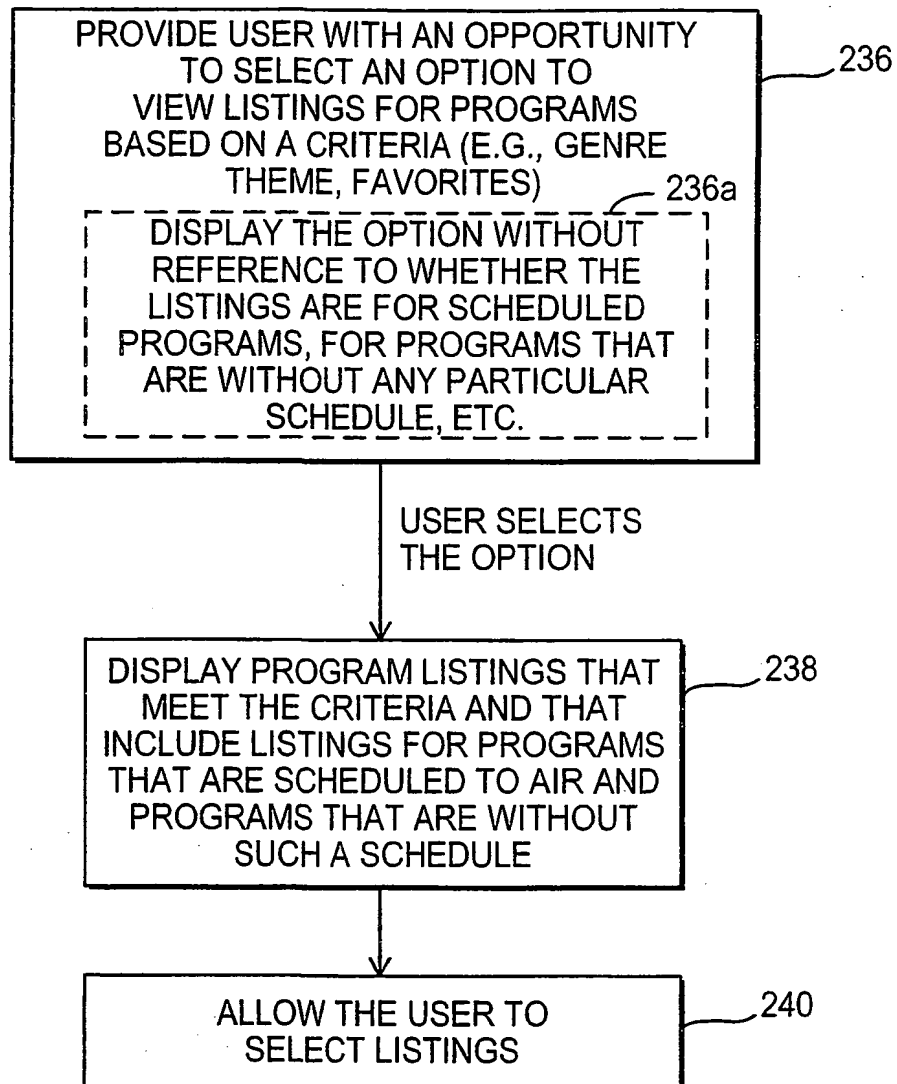 PROVIDE USER WITH AN OPPORTUNITY
TO SELECT AN OPTION TO
VIEW LISTINGS FOR PROGRAMS
BASED ON A CRITERIA (E.G., GENRE
THEME, FAVORITES)
236
236a
DISPLAY THE OPTION WITHOUT
REFERENCE TO WHETHER THE
LISTINGS ARE FOR SCHEDULED
PROGRAMS, FOR PROGRAMS THAT
ARE WITHOUT ANY PARTICULAR
SCHEDULE, ETC.
USER SELECTS
THE OPTION
DISPLAY PROGRAM LISTINGS THAT
MEET THE CRITERIA AND THAT
INCLUDE LISTINGS FOR PROGRAMS
THAT ARE SCHEDULED TO AIR AND
PROGRAMS THAT ARE WITHOUT
SUCH A SCHEDULE
238
ALLOW THE USER TO
SELECT LISTINGS
240